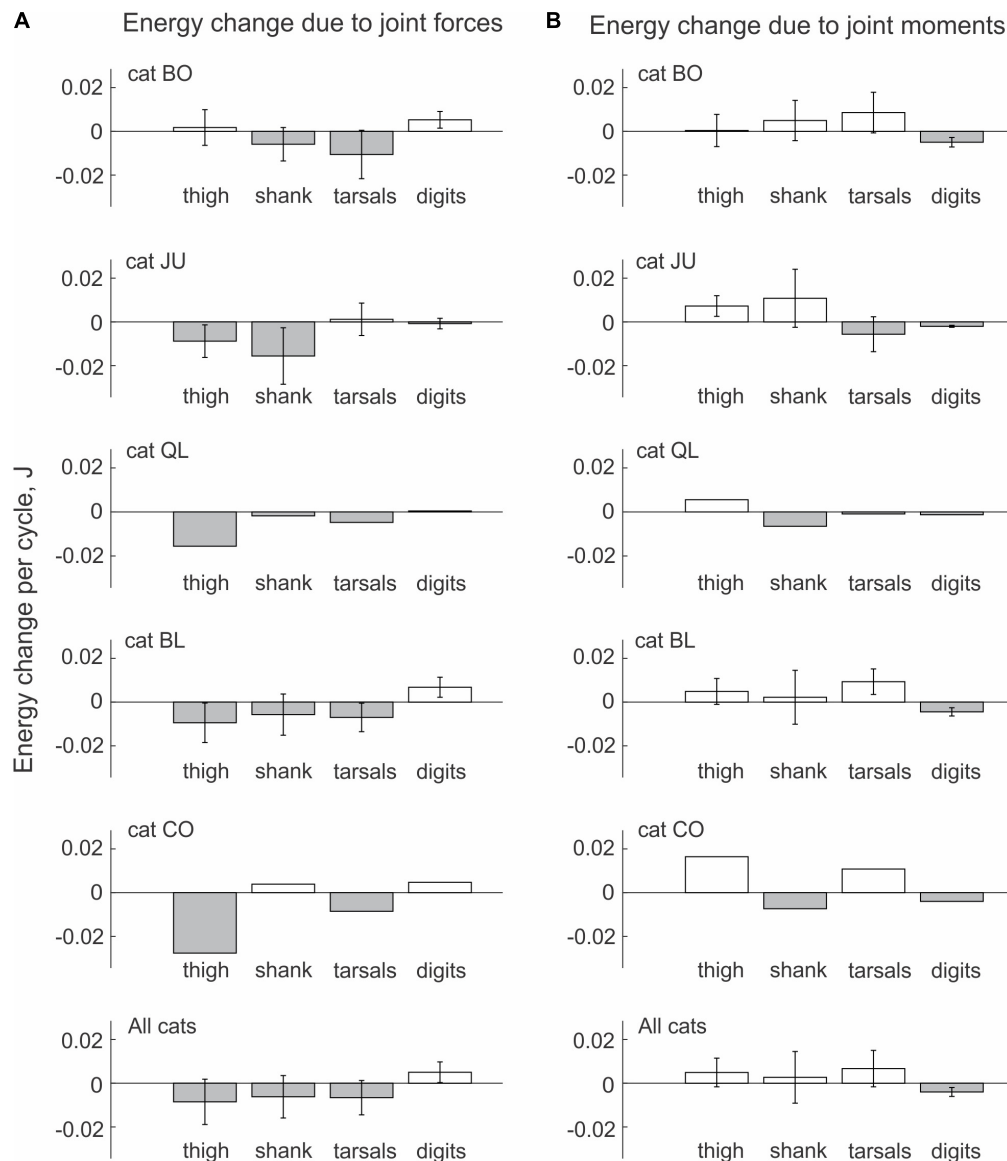 A Energy change due to joint forces
B Energy change due to joint moments
Energy change per cycle, J
cat BO
0.02
0
-0.02
thigh shank tarsals digits
cat BO
0.02
0
-0.02
thigh shank tarsals digits
cat JU
0.02
0
-0.02
thigh shank tarsals digits
cat JU
0.02
0
-0.02
thigh shank tarsals digits
cat QL
0.02
0
-0.02
thigh shank tarsals digits
cat QL
0.02
0
-0.02
thigh shank tarsals digits
cat BL
0.02
0
-0.02
thigh shank tarsals digits
cat BL
0.02
0
-0.02
thigh shank tarsals digits
cat CO
0.02
0
-0.02
thigh shank tarsals digits
cat CO
0.02
0
-0.02
thigh shank tarsals digits
All cats
0.02
0
-0.02
thigh shank tarsals digits
All cats
0.02
0
-0.02
thigh shank tarsals digits